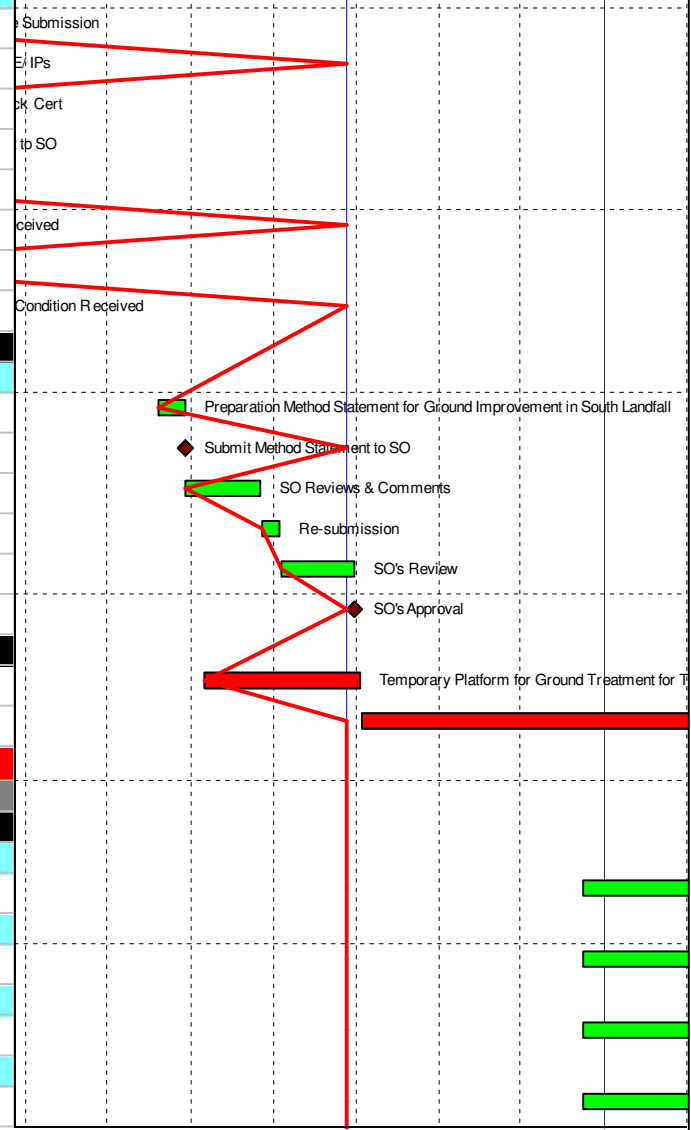 Submission
E/ IPs
Cert
to SO
Condition Received
Preparation Method Statement for Ground Improvement in South Landfall
Submit Method Statement to SO
SO Reviews & Comments
Re-submission
SO's Review
SO's Approval
Temporary Platform for Ground Treatment for T